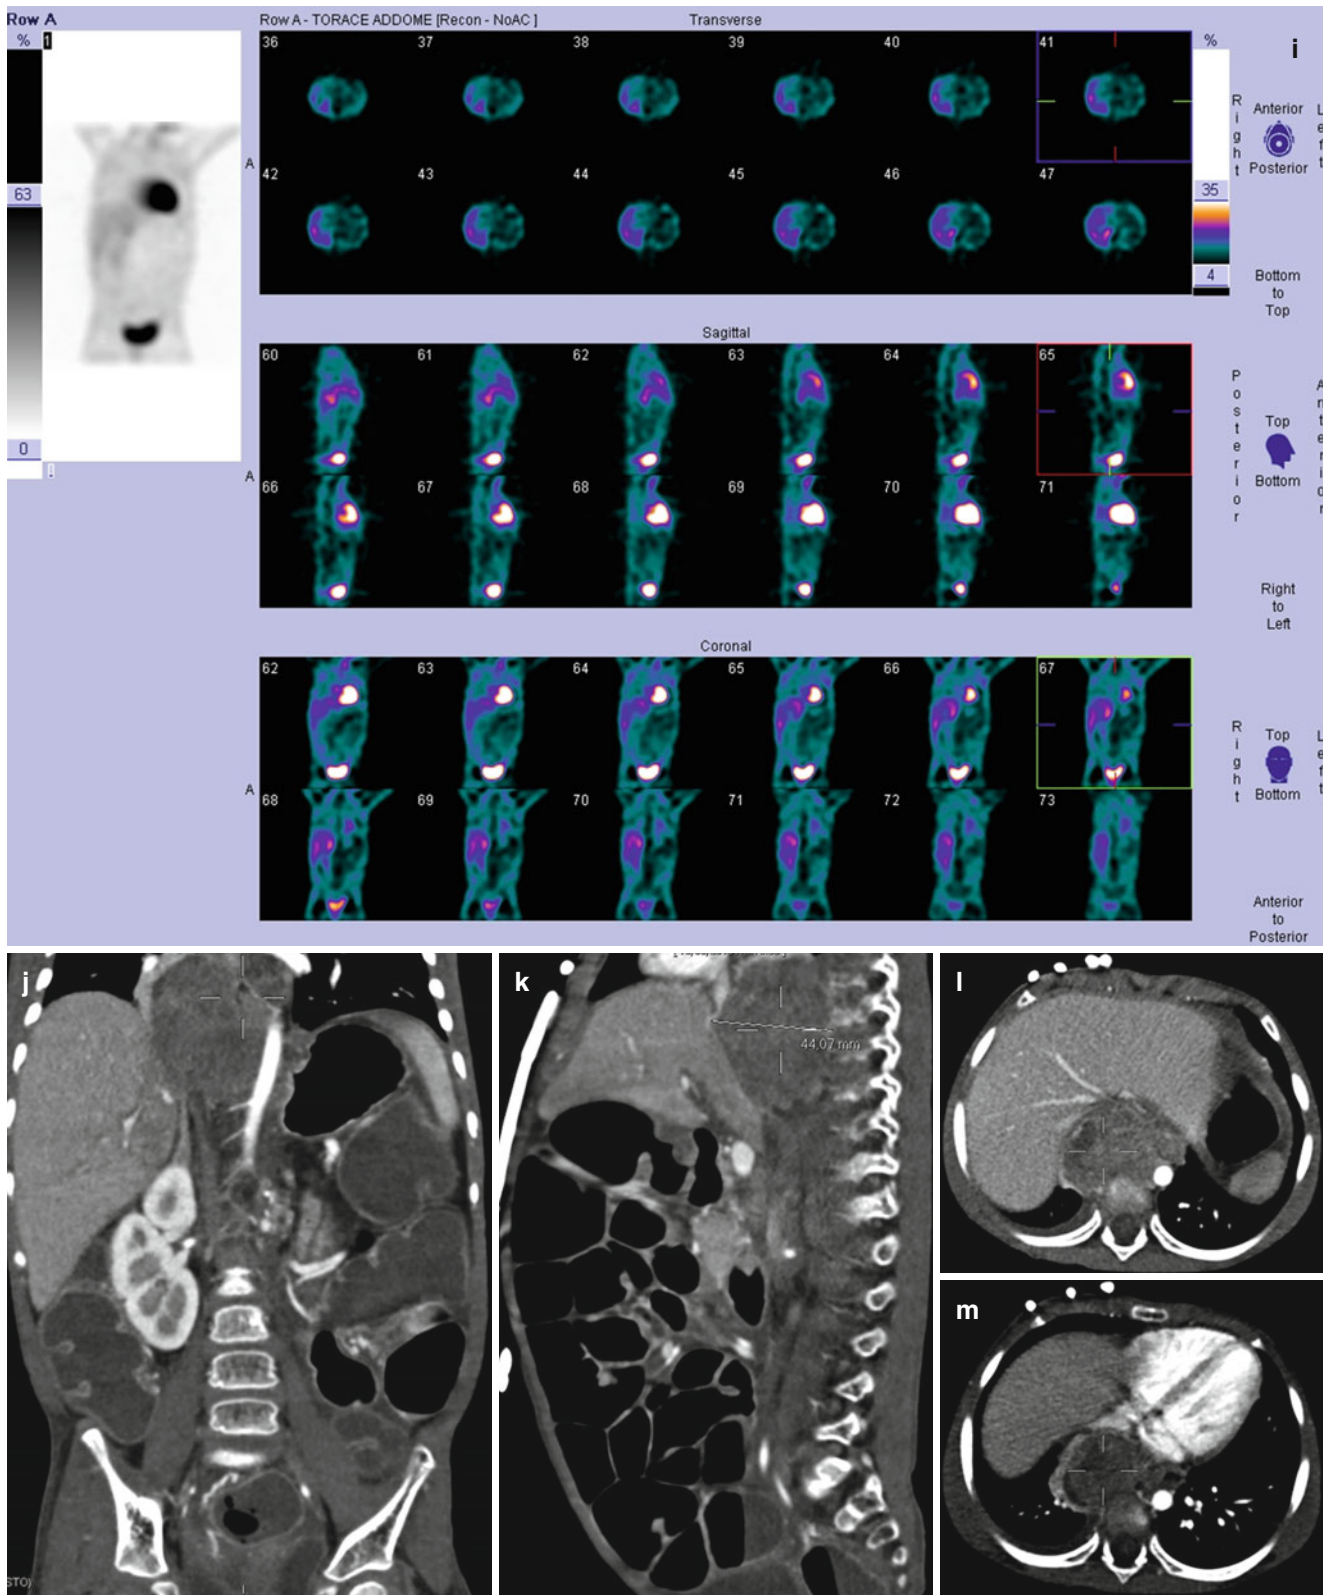 Row A
Row A - TORACE ADDOME [Recon - NoAC ]
Transverse
% 1
36 37 38 39 40 41
%
i
63
A
Right
Anterior
Posterior
42 43 44 45 46 47
35
4
Bottom
to
Top
0
Sagittal
60 61 62 63 64 65
Posterior
Top
Bottom
A
66 67 68 69 70 71
Right
to
Left
Coronal
62 63 64 65 66 67
Right
Top
Bottom
A
68 69 70 71 72 73
Anterior
to
Posterior
j
k
44,07 mm
l
m
STO)